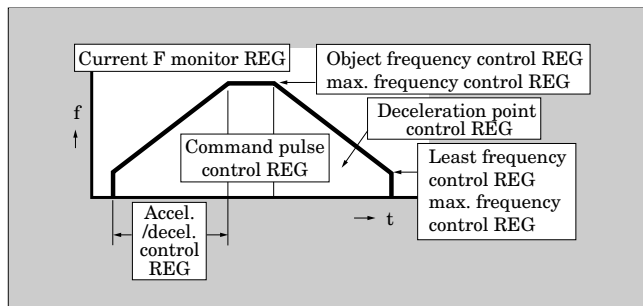 Current F monitor REG
Object frequency control REG
max. frequency control REG
f
Deceleration point
control REG
Command pulse
control REG
Least frequency
control REG
max. frequency
control REG
t
Accel.
/decel.
control
REG